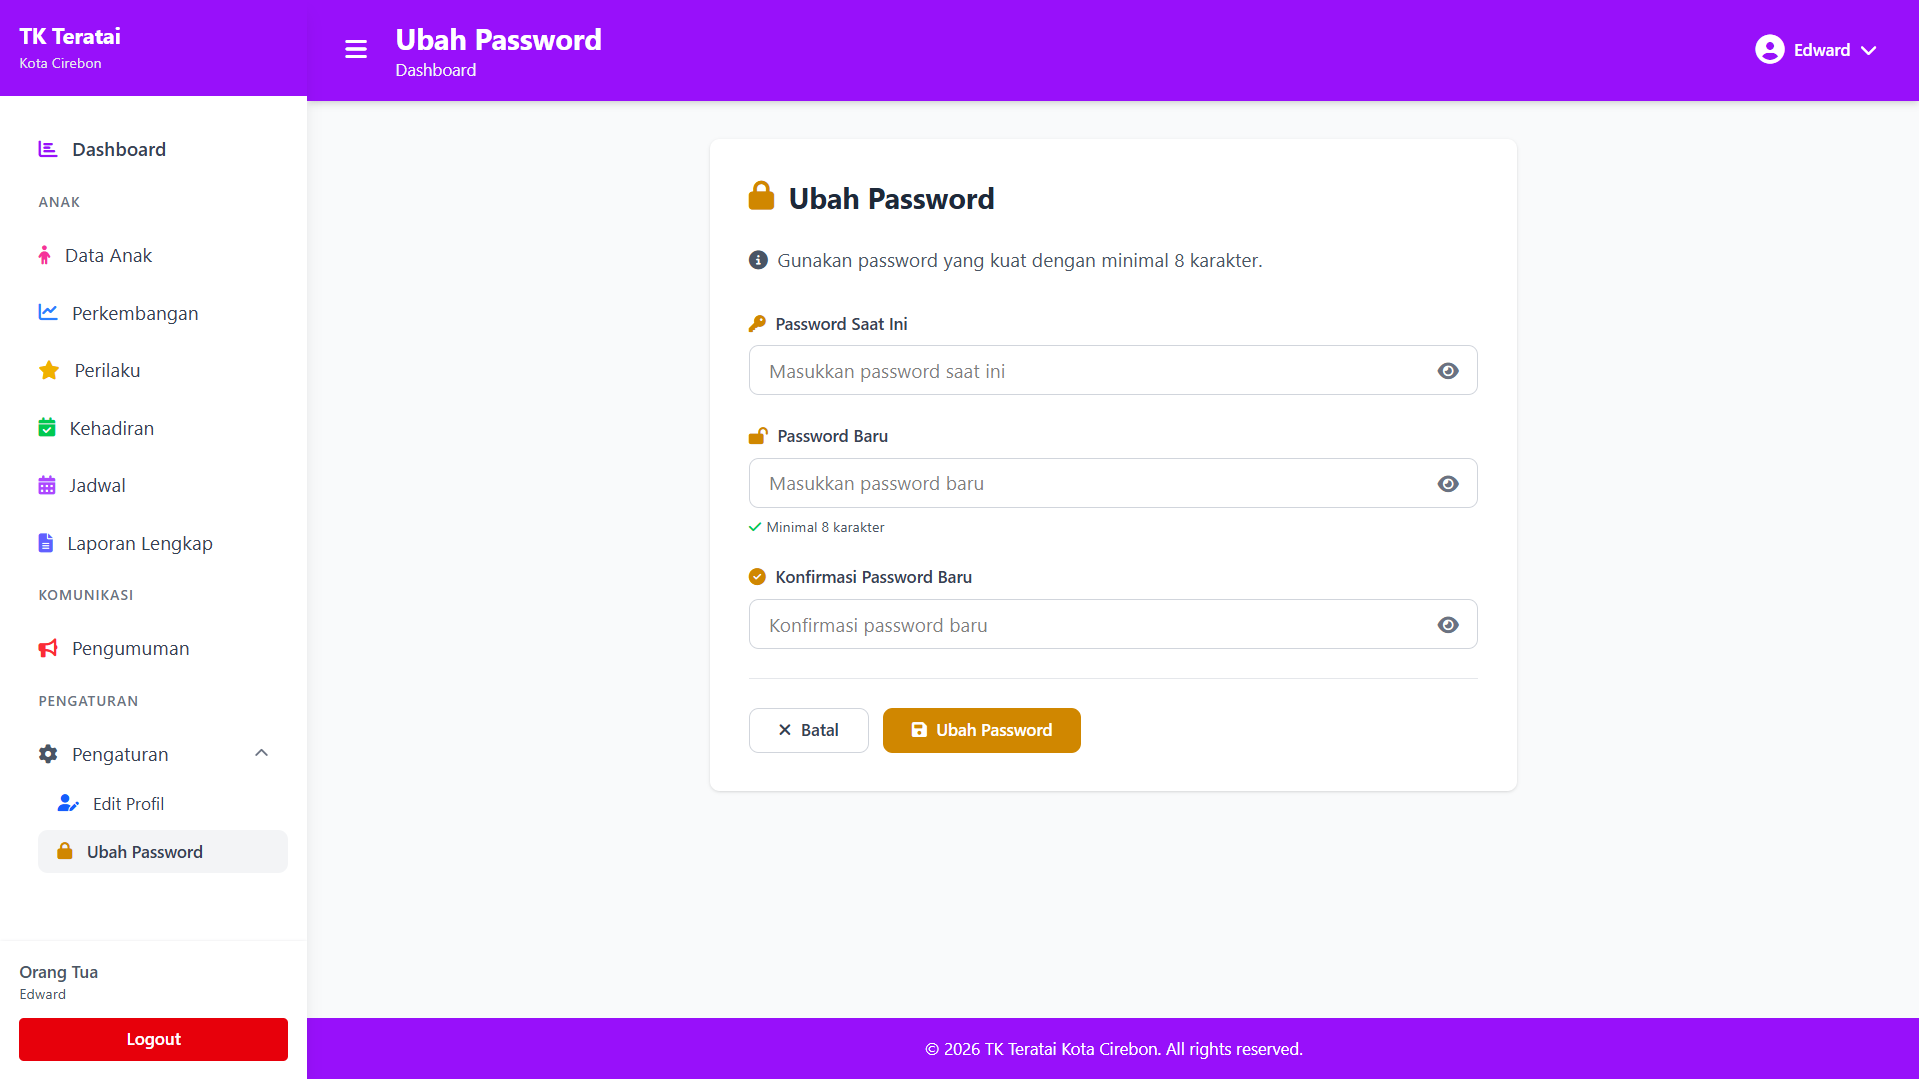 TK Teratai
Kota Cirebon
Ubah Password
Dashboard
Edward
Dashboard
ANAK
Data Anak
Perkembangan
Perilaku
Kehadiran
Jadwal
Laporan Lengkap
KOMUNIKASI
Pengumuman
PENGATURAN
Pengaturan
Edit Profil
Ubah Password
Orang Tua
Edward
Logout
Ubah Password
Gunakan password yang kuat dengan minimal 8 karakter.
Password Saat Ini
Masukkan password saat ini
Password Baru
Masukkan password baru
Minimal 8 karakter
Konfirmasi Password Baru
Konfirmasi password baru
Batal
Ubah Password
© 2026 TK Teratai Kota Cirebon. All rights reserved.